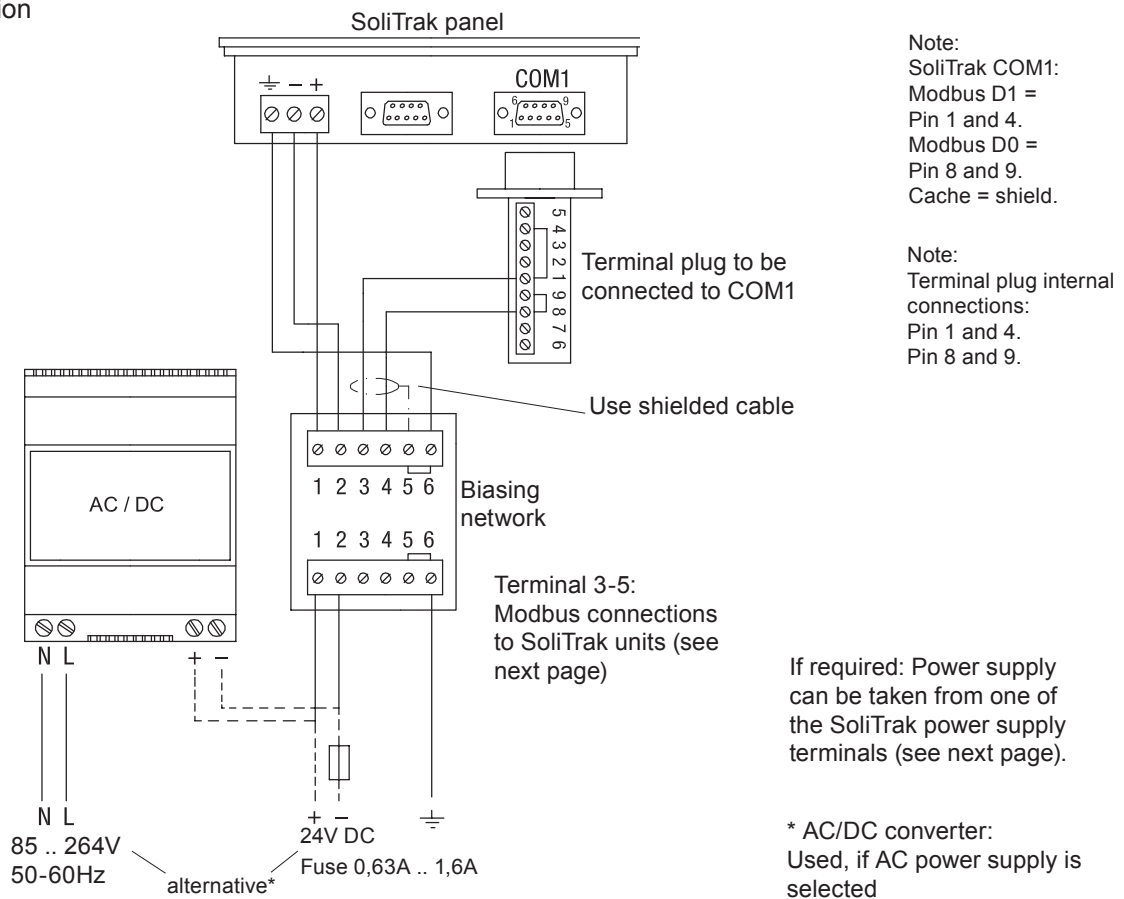 ion
SoliTrak panel
⏚ − +
COM1
6 9
1 5
5
4
3
2
1
9
8
7
6
Terminal plug to be
connected to COM1
Use shielded cable
1 2 3 4 5 6
Biasing
network
1 2 3 4 5 6
Terminal 3-5:
Modbus connections
to SoliTrak units (see
next page)
AC / DC
N L
+ −
N L
85 .. 264V
50-60Hz
alternative*
+ −
24V DC
Fuse 0,63A .. 1,6A
Note:
SoliTrak COM1:
Modbus D1 =
Pin 1 and 4.
Modbus D0 =
Pin 8 and 9.
Cache = shield.
Note:
Terminal plug internal
connections:
Pin 1 and 4.
Pin 8 and 9.
If required: Power supply
can be taken from one of
the SoliTrak power supply
terminals (see next page).
* AC/DC converter:
Used, if AC power supply is
selected